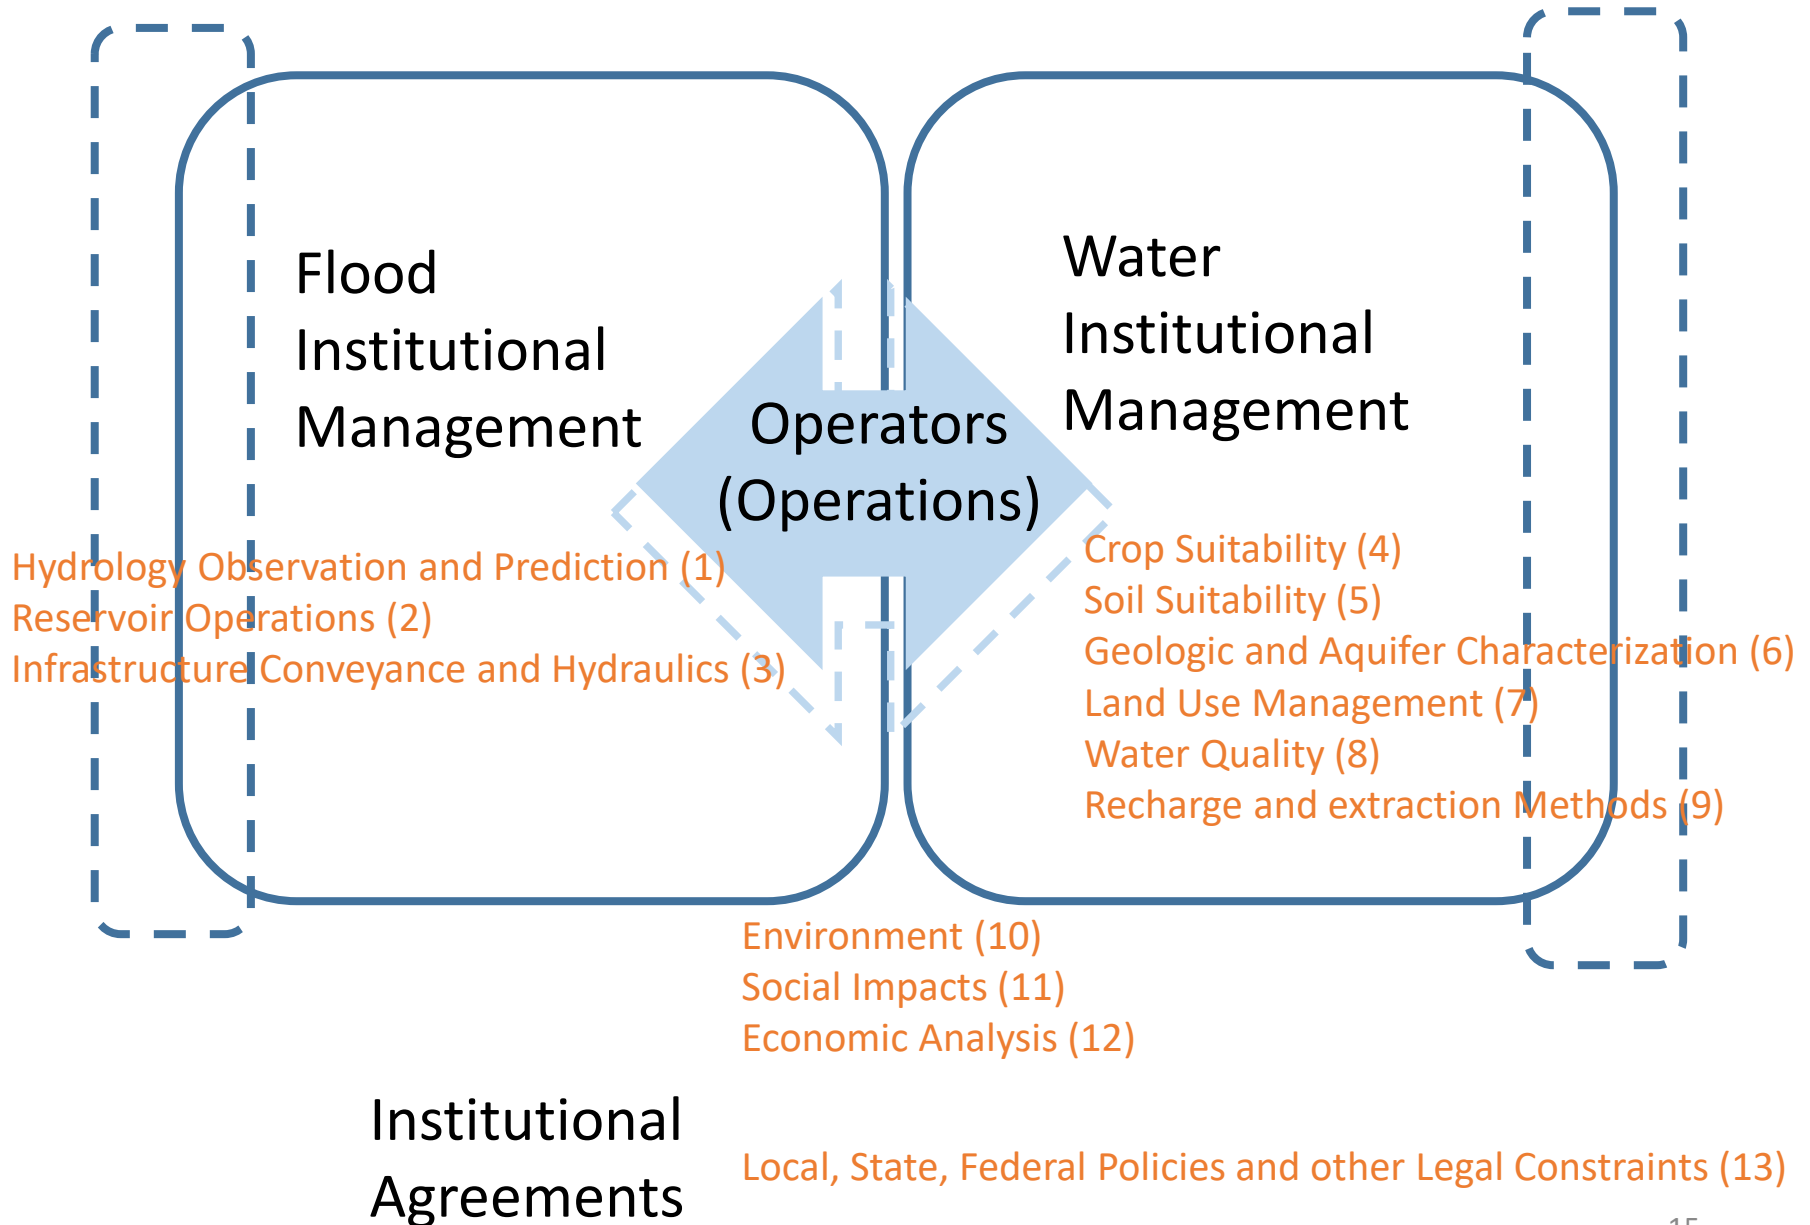 Flood
Institutional
Management
Water
Institutional
Management
Operators
(Operations)
Hydrology Observation and Prediction (1)
Reservoir Operations (2)
Infrastructure Conveyance and Hydraulics (3)
Crop Suitability (4)
Soil Suitability (5)
Geologic and Aquifer Characterization (6)
Land Use Management (7)
Water Quality (8)
Recharge and extraction Methods (9)
Environment (10)
Social Impacts (11)
Economic Analysis (12)
Institutional
Agreements
Local, State, Federal Policies and other Legal Constraints (13)
15